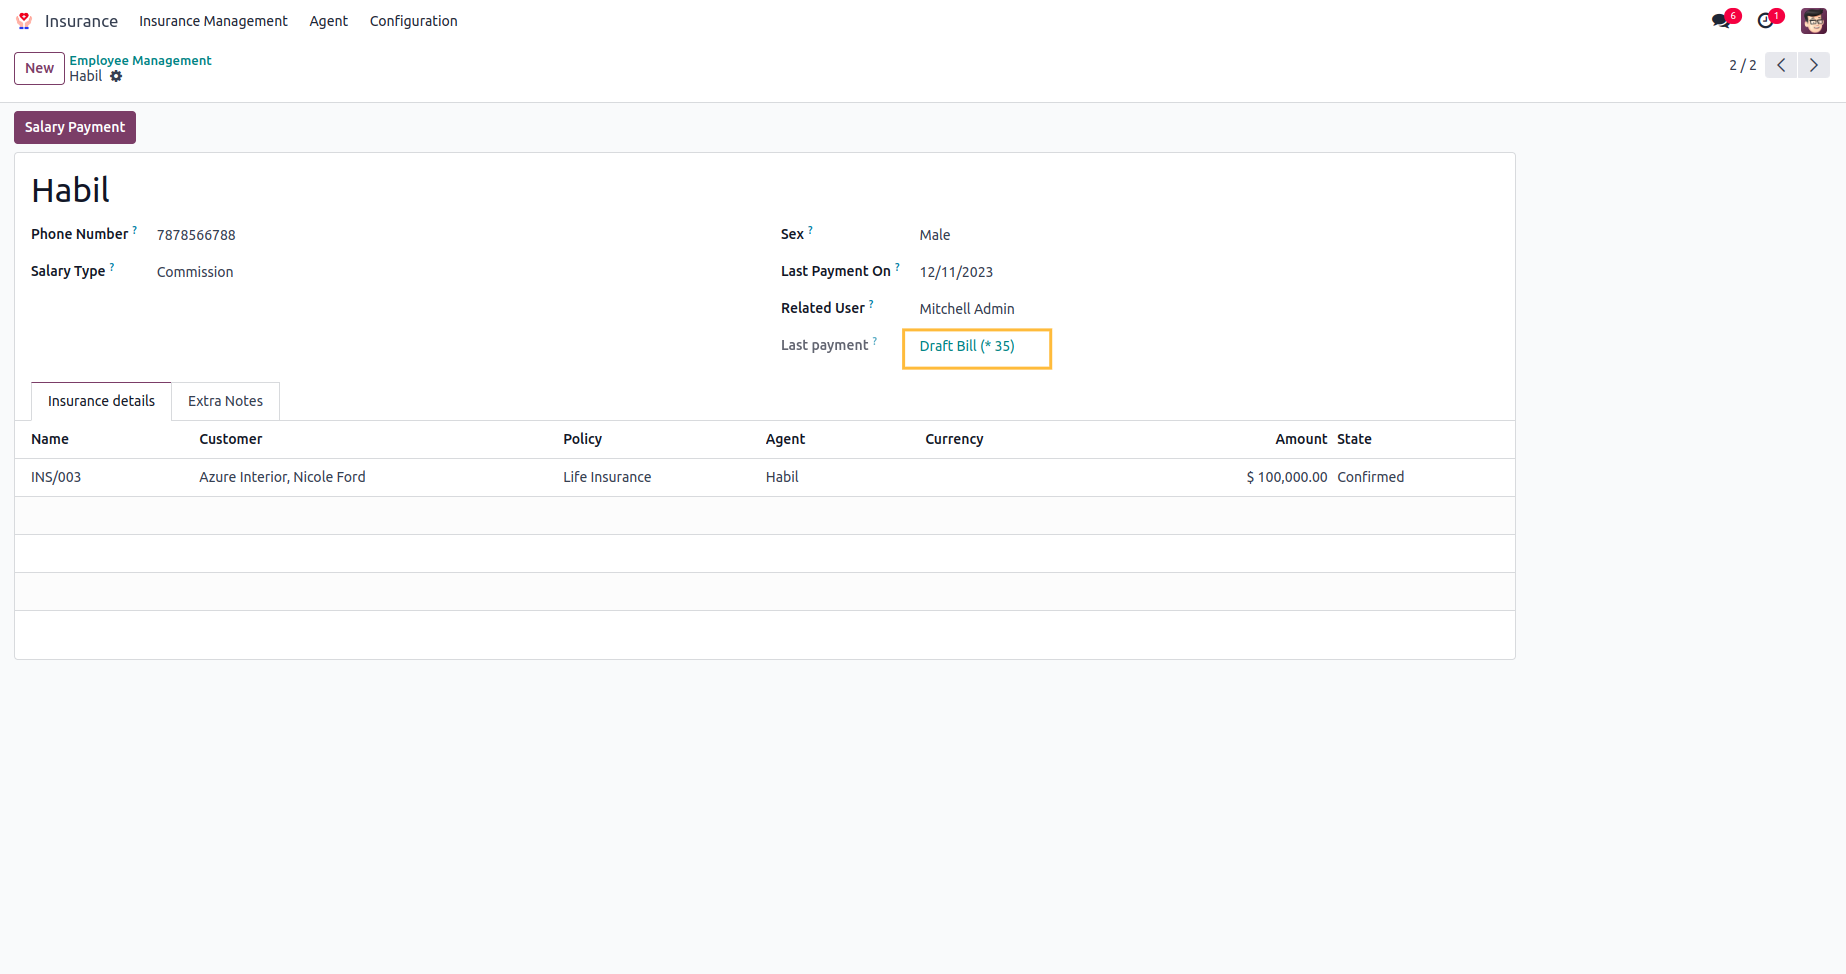 Insurance Insurance Management Agent Configuration 6 1
New Employee Management
Habil 2 / 2
Salary Payment
Habil
Phone Number ? 7878566788 Sex ? Male
Salary Type ? Commission Last Payment On ? 12/11/2023
Related User ? Mitchell Admin
Last payment ? Draft Bill (* 35)
Insurance details Extra Notes
Name Customer Policy Agent Currency Amount State
INS/003 Azure Interior, Nicole Ford Life Insurance Habil $ 100,000.00 Confirmed